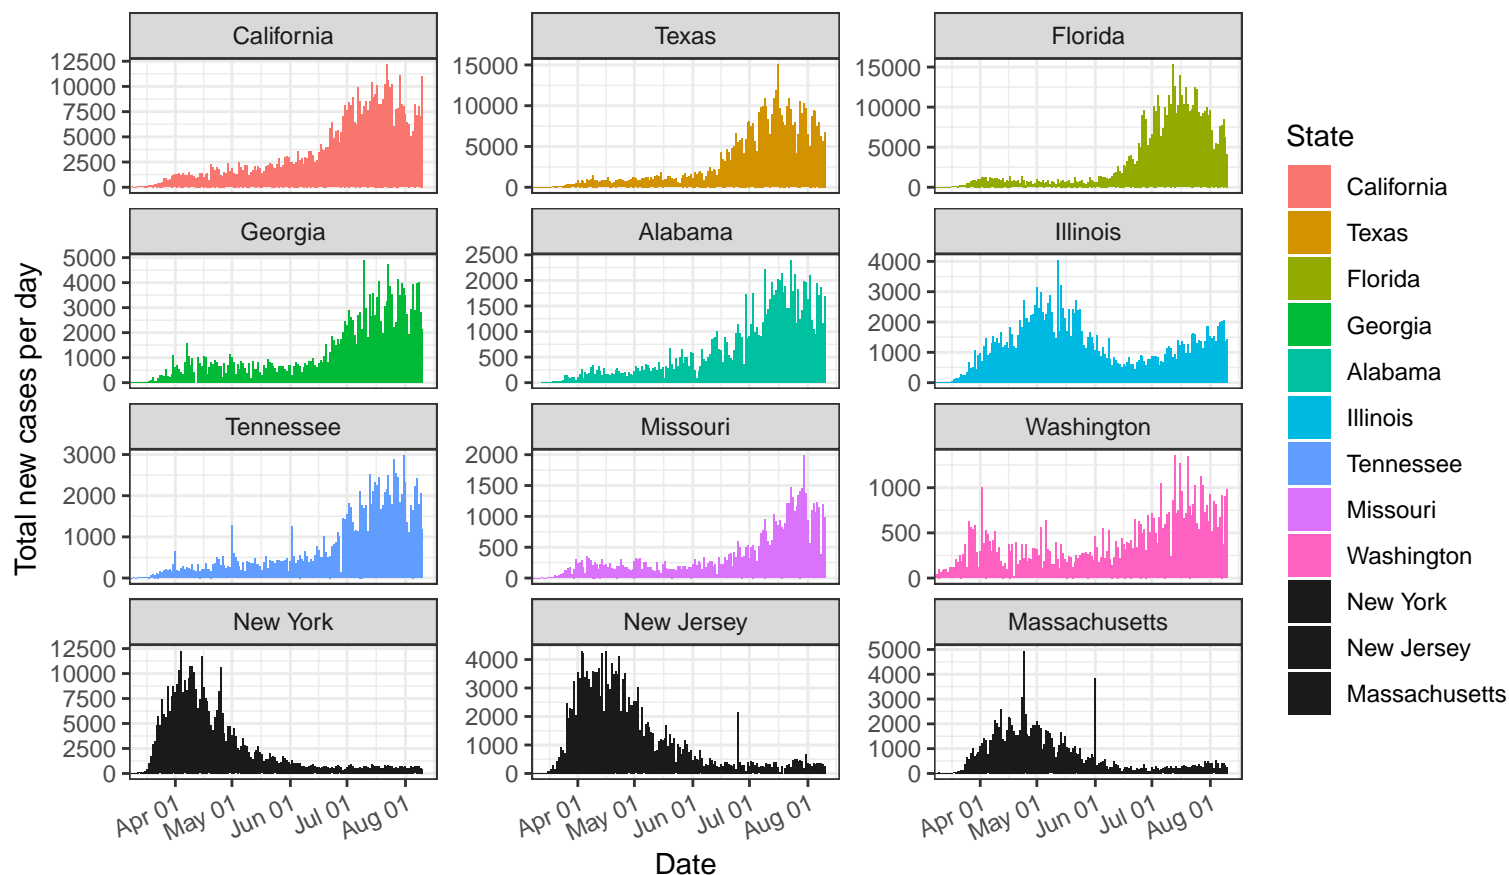 California
Texas
Florida
12500
10000
7500
5000
2500
0
15000
10000
5000
0
15000
10000
5000
0
Georgia
Alabama
Illinois
5000
4000
3000
2000
1000
0
2500
2000
1500
1000
500
0
4000
3000
2000
1000
0
Tennessee
Missouri
Washington
3000
2000
1000
0
2000
1500
1000
500
0
1000
500
0
New York
New Jersey
Massachusetts
12500
10000
7500
5000
2500
0
4000
3000
2000
1000
0
5000
4000
3000
2000
1000
0
Apr 01
May 01
Jun 01
Jul 01
Aug 01
Apr 01
May 01
Jun 01
Jul 01
Aug 01
Apr 01
May 01
Jun 01
Jul 01
Aug 01
Date
Total new cases per day
State
California
Texas
Florida
Georgia
Alabama
Illinois
Tennessee
Missouri
Washington
New York
New Jersey
Massachusetts